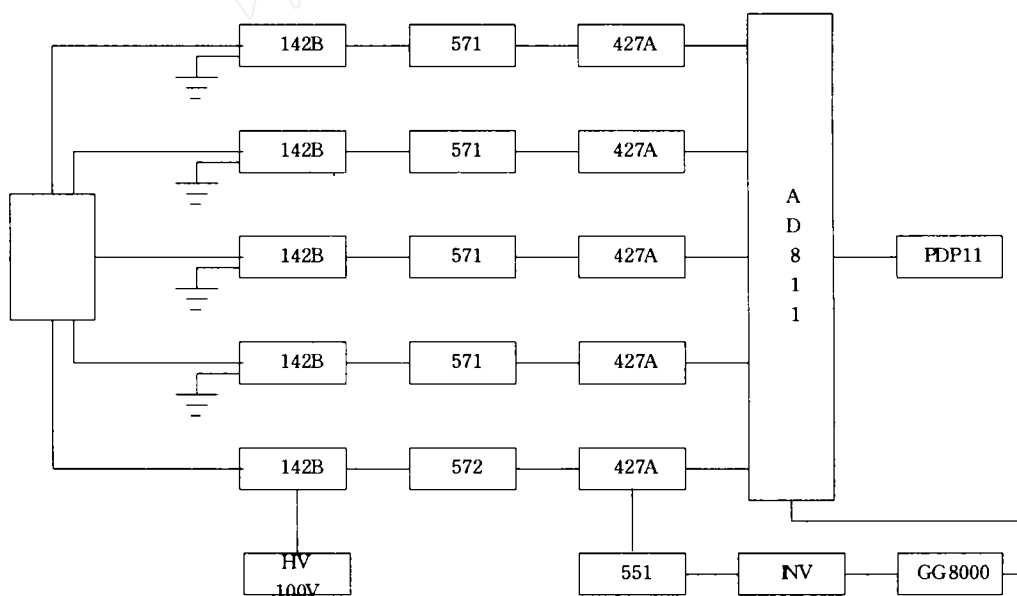 142B 571 427A
142B 571 427A
A
D
8
1
1
142B 571 427A
PDP11
142B 571 427A
142B 572 427A
HV
100V
551 INV GG8000